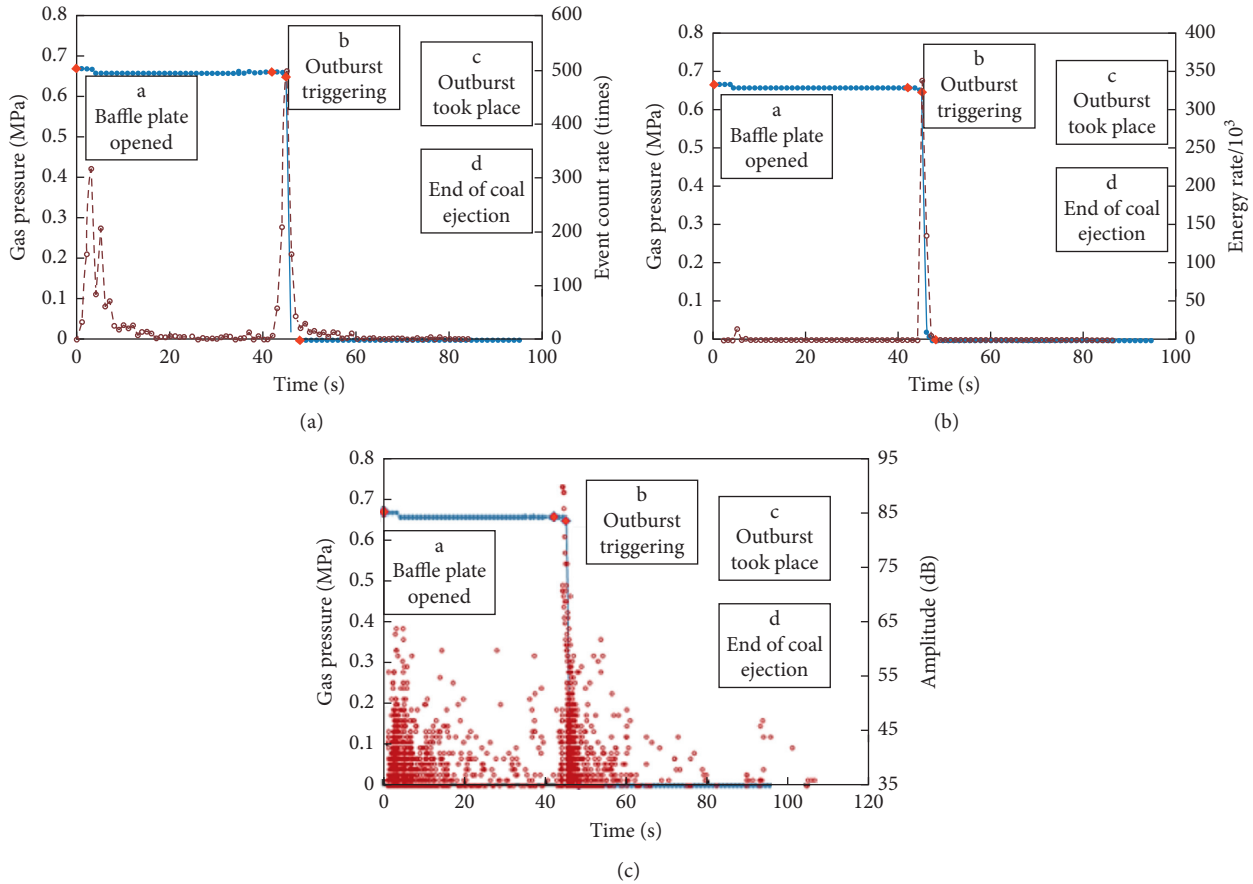 0.8
0.7
0.6
0.5
0.4
0.3
0.2
0.1
0
Gas pressure (MPa)
a
Baffle plate
opened
b
Outburst
triggering
c
Outburst
took place
d
End of coal
ejection
600
500
400
300
200
100
0
Event count rate (times)
0 20 40 60 80 100
Time (s)
(a)
0.8
0.7
0.6
0.5
0.4
0.3
0.2
0.1
0
Gas pressure (MPa)
a
Baffle plate
opened
b
Outburst
triggering
c
Outburst
took place
d
End of coal
ejection
400
350
300
250
200
150
100
50
0
Energy rate/10³
0 20 40 60 80 100
Time (s)
(b)
0.8
0.7
0.6
0.5
0.4
0.3
0.2
0.1
0
Gas pressure (MPa)
a
Baffle plate
opened
b
Outburst
triggering
c
Outburst
took place
d
End of coal
ejection
95
85
75
65
55
45
35
Amplitude (dB)
0 20 40 60 80 100 120
Time (s)
(c)